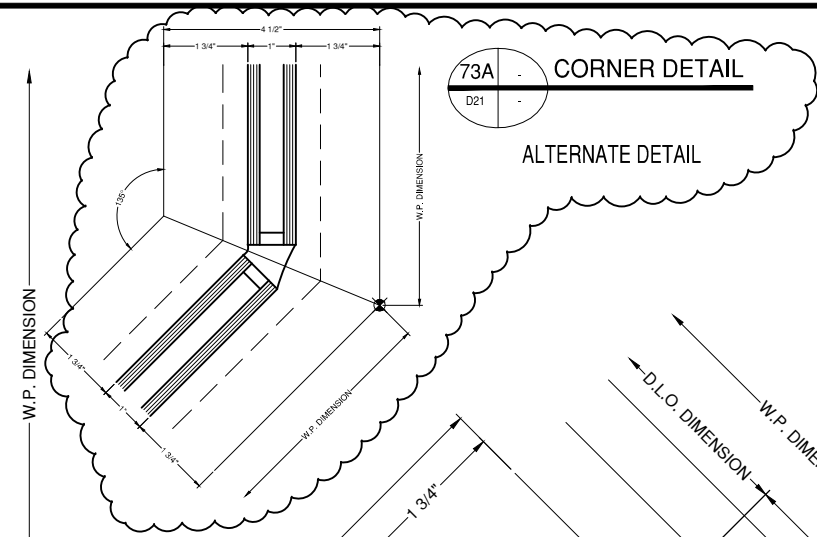 4 1/2"
1 3/4"
1"
1 3/4"
73A -
CORNER DETAIL
D21 -
ALTERNATE DETAIL
135°
W.P. DIMENSION
W.P. DIMENSION
1 3/4"
1"
1 3/4"
W.P. DIMENSION
1 3/4"
D.L.O. DIMENSION